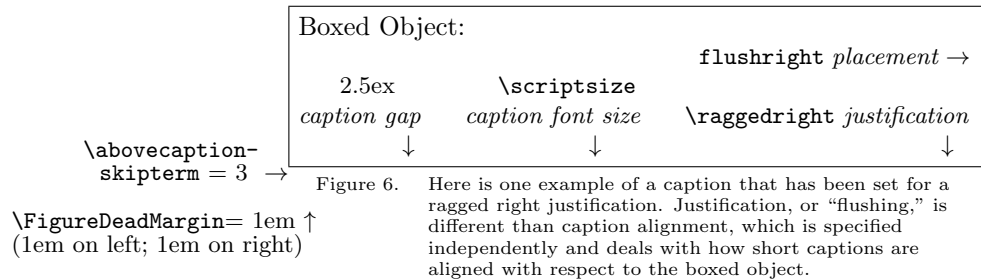 Boxed Object:
flushright placement →
2.5ex \scriptsize
caption gap caption font size \raggedright justification
↓ ↓ ↓
\abovecaption-
skipterm = 3 →
Figure 6. Here is one example of a caption that has been set for a
ragged right justification. Justification, or “flushing,” is
different than caption alignment, which is specified
independently and deals with how short captions are
aligned with respect to the boxed object.
\FigureDeadMargin= 1em ↑
(1em on left; 1em on right)